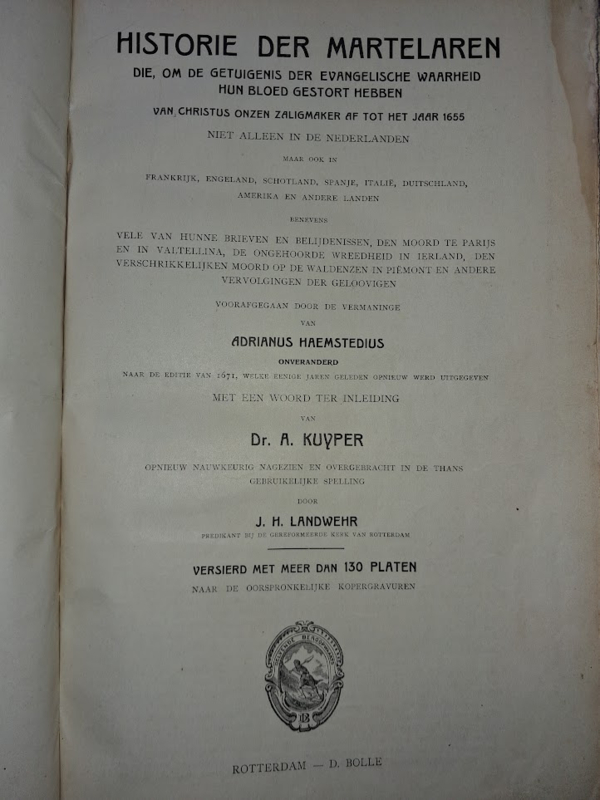 HISTORIE DER MARTELAREN
DIE, OM DE GETUIGENIS DER EVANGELISCHE WAARHEID
HUN BLOED GESTORT HEBBEN
VAN CHRISTUS ONZEN ZALIGMAKER AF TOT HET JAAR 1655
NIET ALLEEN IN DE NEDERLANDEN
MAAR OOK IN
FRANKRIJK, ENGELAND, SCHOTLAND, SPANJE, ITALIË, DUITSCHLAND,
AMERIKA EN ANDERE LANDEN
BENEVENS
VELE VAN HUNNE BRIEVEN EN BELIJDENISSEN, DEN MOORD TE PARIJS
EN IN VALTELLINA, DE ONGEHOORDE WREEDHEID IN IERLAND, DEN
VERSCHRIKKELIJKEN MOORD OP DE WALDENZEN IN PIËMONT EN ANDERE
VERVOLGINGEN DER GELOOVIGEN
VOORAFGEGAAN DOOR DE VERMANINGE
VAN
ADRIANUS HAEMSTEDIUS
ONVERANDERD
NAAR DE EDITIE VAN 1671, WELKE EENIGE JAREN GELEDEN OPNIEUW WERD UITGEGEVEN
MET EEN WOORD TER INLEIDING
VAN
Dr. A. KUYPER
OPNIEUW NAUWKEURIG NAGEZIEN EN OVERGEBRACHT IN DE THANS
GEBRUIKELIJKE SPELLING
DOOR
J. H. LANDWEHR
PREDIKANT BIJ DE GEREFORMEERDE KERK VAN ROTTERDAM
VERSIERD MET MEER DAN 130 PLATEN
NAAR DE OORSPRONKELIJKE KOPERGRAVUREN
ROTTERDAM — D. BOLLE